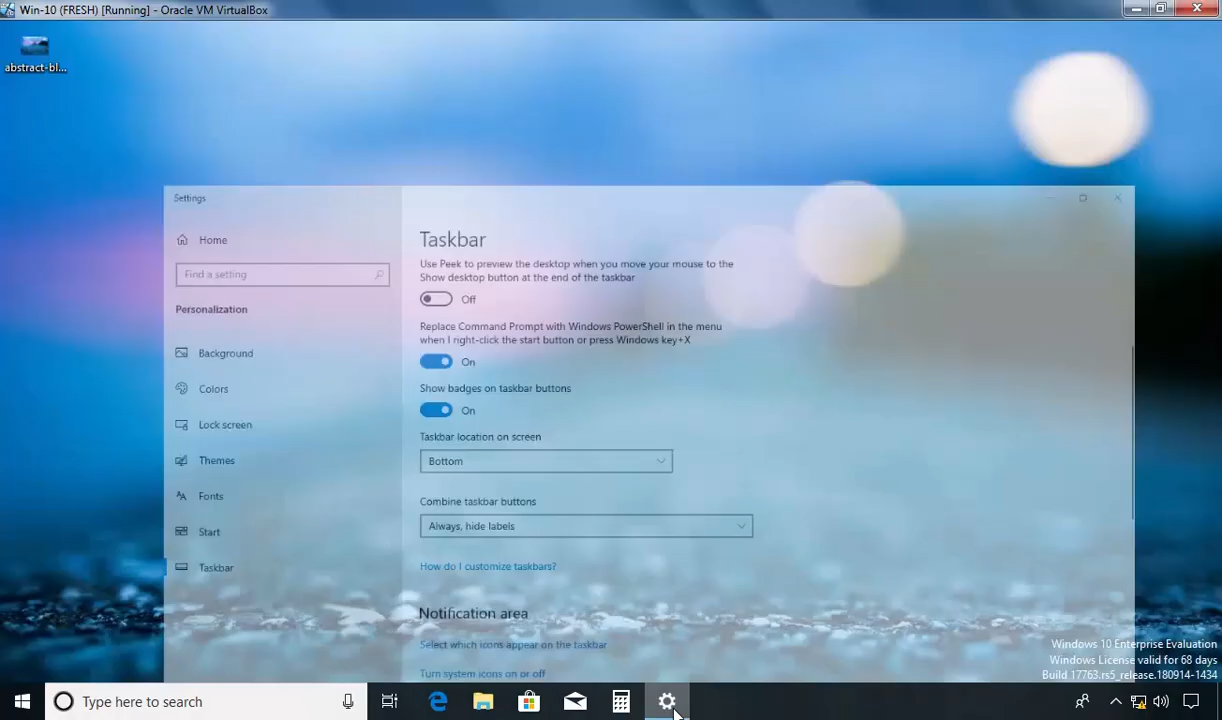 Win-10 (FRESH) [Running] - Oracle VM VirtualBox
abstract-bl...
Settings
Home
Find a setting
Personalization
Background
Colors
Lock screen
Themes
Fonts
Start
Taskbar
Taskbar
Use Peek to preview the desktop when you move your mouse to the
Show desktop button at the end of the taskbar
Off
Replace Command Prompt with Windows PowerShell in the menu
when I right-click the start button or press Windows key+X
On
Show badges on taskbar buttons
On
Taskbar location on screen
Bottom
Combine taskbar buttons
Always, hide labels
How do I customize taskbars?
Notification area
Select which icons appear on the taskbar
Turn system icons on or off
Windows 10 Enterprise Evaluation
Windows License valid for 68 days
Build 17763.rs5_release.180914-1434
Type here to search